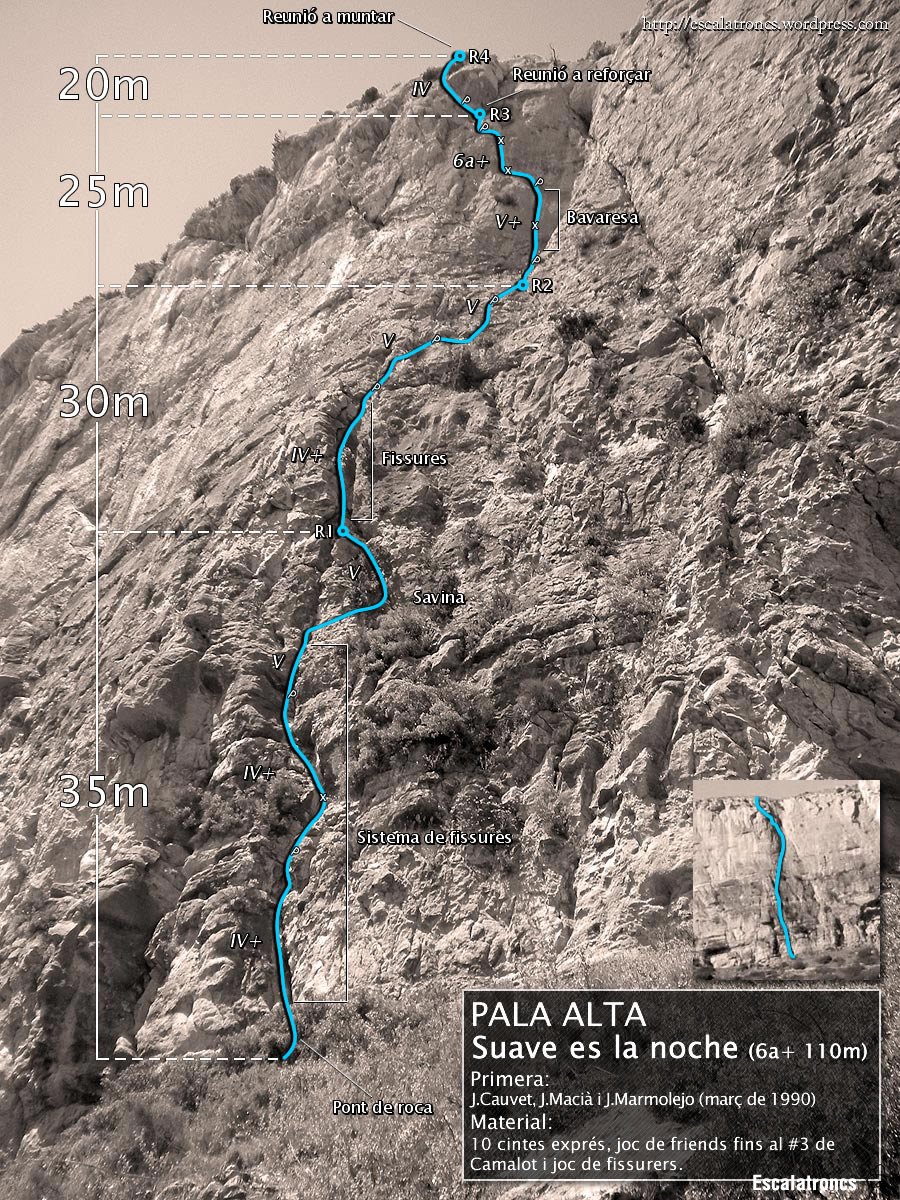 Reunió a muntar
http://escalatroncs.wordpress.com
R4
20m
Reunió a reforçar
IV
P
R3
P
x
6a+
x
P
25m
Bavaresa
V+
x
P
R2
P
V
V
P
P
30m
IV+
Fissures
R1
V
Savina
V
P
IV+
x
35m
Sistema de fissures
P
IV+
PALA ALTA
Suave es la noche (6a+ 110m)
Primera:
J.Cauvet, J.Macià i J.Marmolejo (març de 1990)
Material:
10 cintes exprés, joc de friends fins al #3 de
Camalot i joc de fissurers.
Pont de roca
Escalatroncs